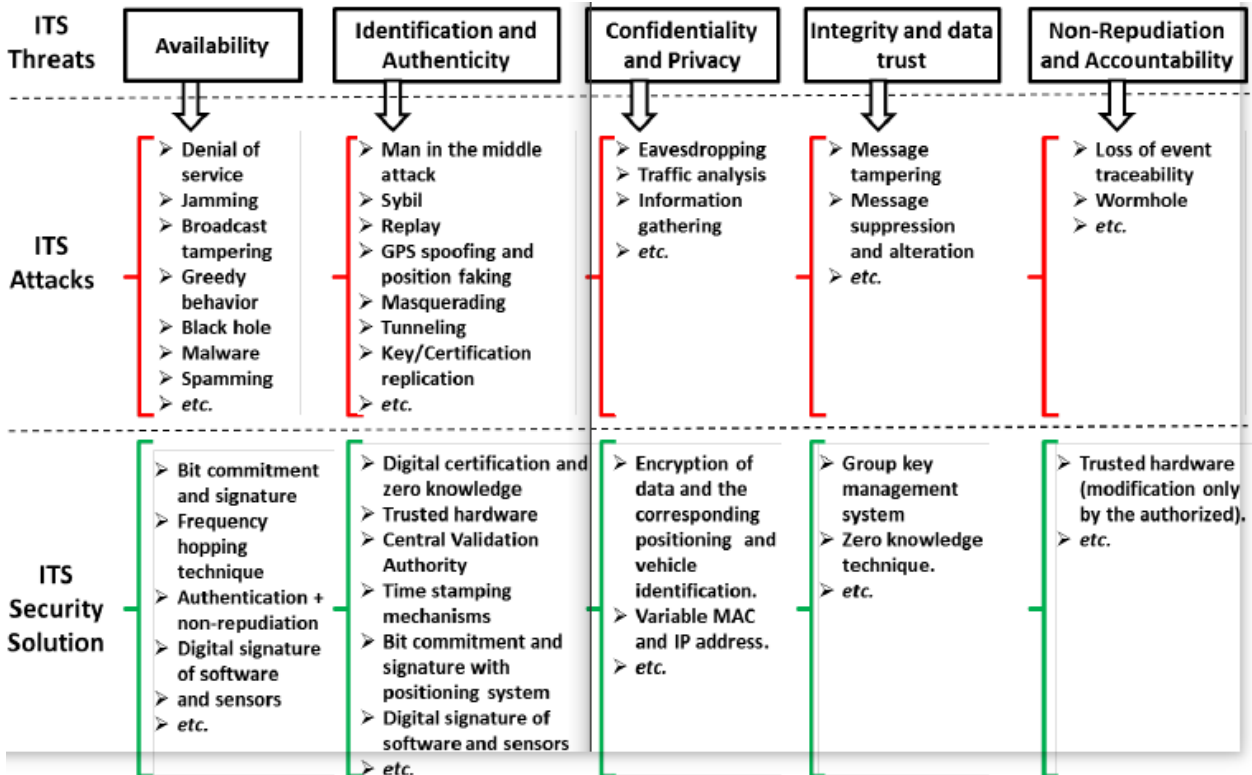 ITS
Threats
Availability
Identification and
Authenticity
Confidentiality
and Privacy
Integrity and data
trust
Non-Repudiation
and Accountability
ITS
Attacks
➢ Denial of
service
➢ Jamming
➢ Broadcast
tampering
➢ Greedy
behavior
➢ Black hole
➢ Malware
➢ Spamming
➢ etc.
➢ Man in the middle
attack
➢ Sybil
➢ Replay
➢ GPS spoofing and
position faking
➢ Masquerading
➢ Tunneling
➢ Key/Certification
replication
➢ etc.
➢ Eavesdropping
➢ Traffic analysis
➢ Information
gathering
➢ etc.
➢ Message
tampering
➢ Message
suppression
and alteration
➢ etc.
➢ Loss of event
traceability
➢ Wormhole
➢ etc.
ITS
Security
Solution
➢ Bit commitment
and signature
➢ Frequency
hopping
technique
➢ Authentication +
non-repudiation
➢ Digital signature
of software
➢ and sensors
➢ etc.
➢ Digital certification and
zero knowledge
➢ Trusted hardware
➢ Central Validation
Authority
➢ Time stamping
mechanisms
➢ Bit commitment and
signature with
positioning system
➢ Digital signature of
software and sensors
➢ etc.
➢ Encryption of
data and the
corresponding
positioning and
vehicle
identification.
➢ Variable MAC
and IP address.
➢ etc.
➢ Group key
management
system
➢ Zero knowledge
technique.
➢ etc.
➢ Trusted hardware
(modification only
by the authorized).
➢ etc.